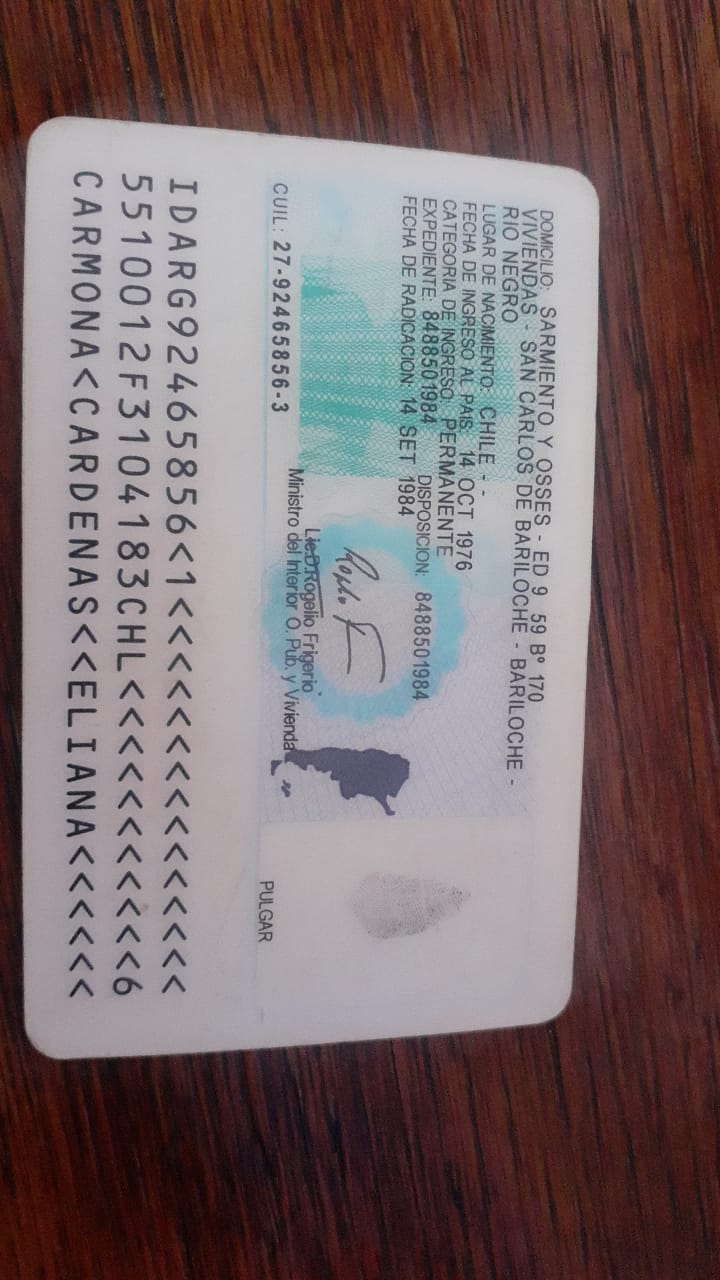 DOMICILIO: SARMIENTO Y OSSES - ED 9 59 Bº 170
VIVIENDAS - SAN CARLOS DE BARILOCHE - BARILOCHE -
RIO NEGRO
LUGAR DE NACIMIENTO: CHILE - -
FECHA DE INGRESO AL PAIS: 14 OCT 1976
CATEGORIA DE INGRESO: PERMANENTE
EXPEDIENTE: 8488501984 DISPOSICION: 8488501984
FECHA DE RADICACION: 14 SET 1984
Lic.D.Rogelio Frigerio
Ministro del Interior O. Pub. y Vivienda
CUIL: 27-92465856-3
PULGAR
IDARG92465856<1<<<<<<<<<<<<<<<
5510012F3104183CHL<<<<<<<<<<<6
CARMONA<CARDENAS<<ELIANA<<<<<<